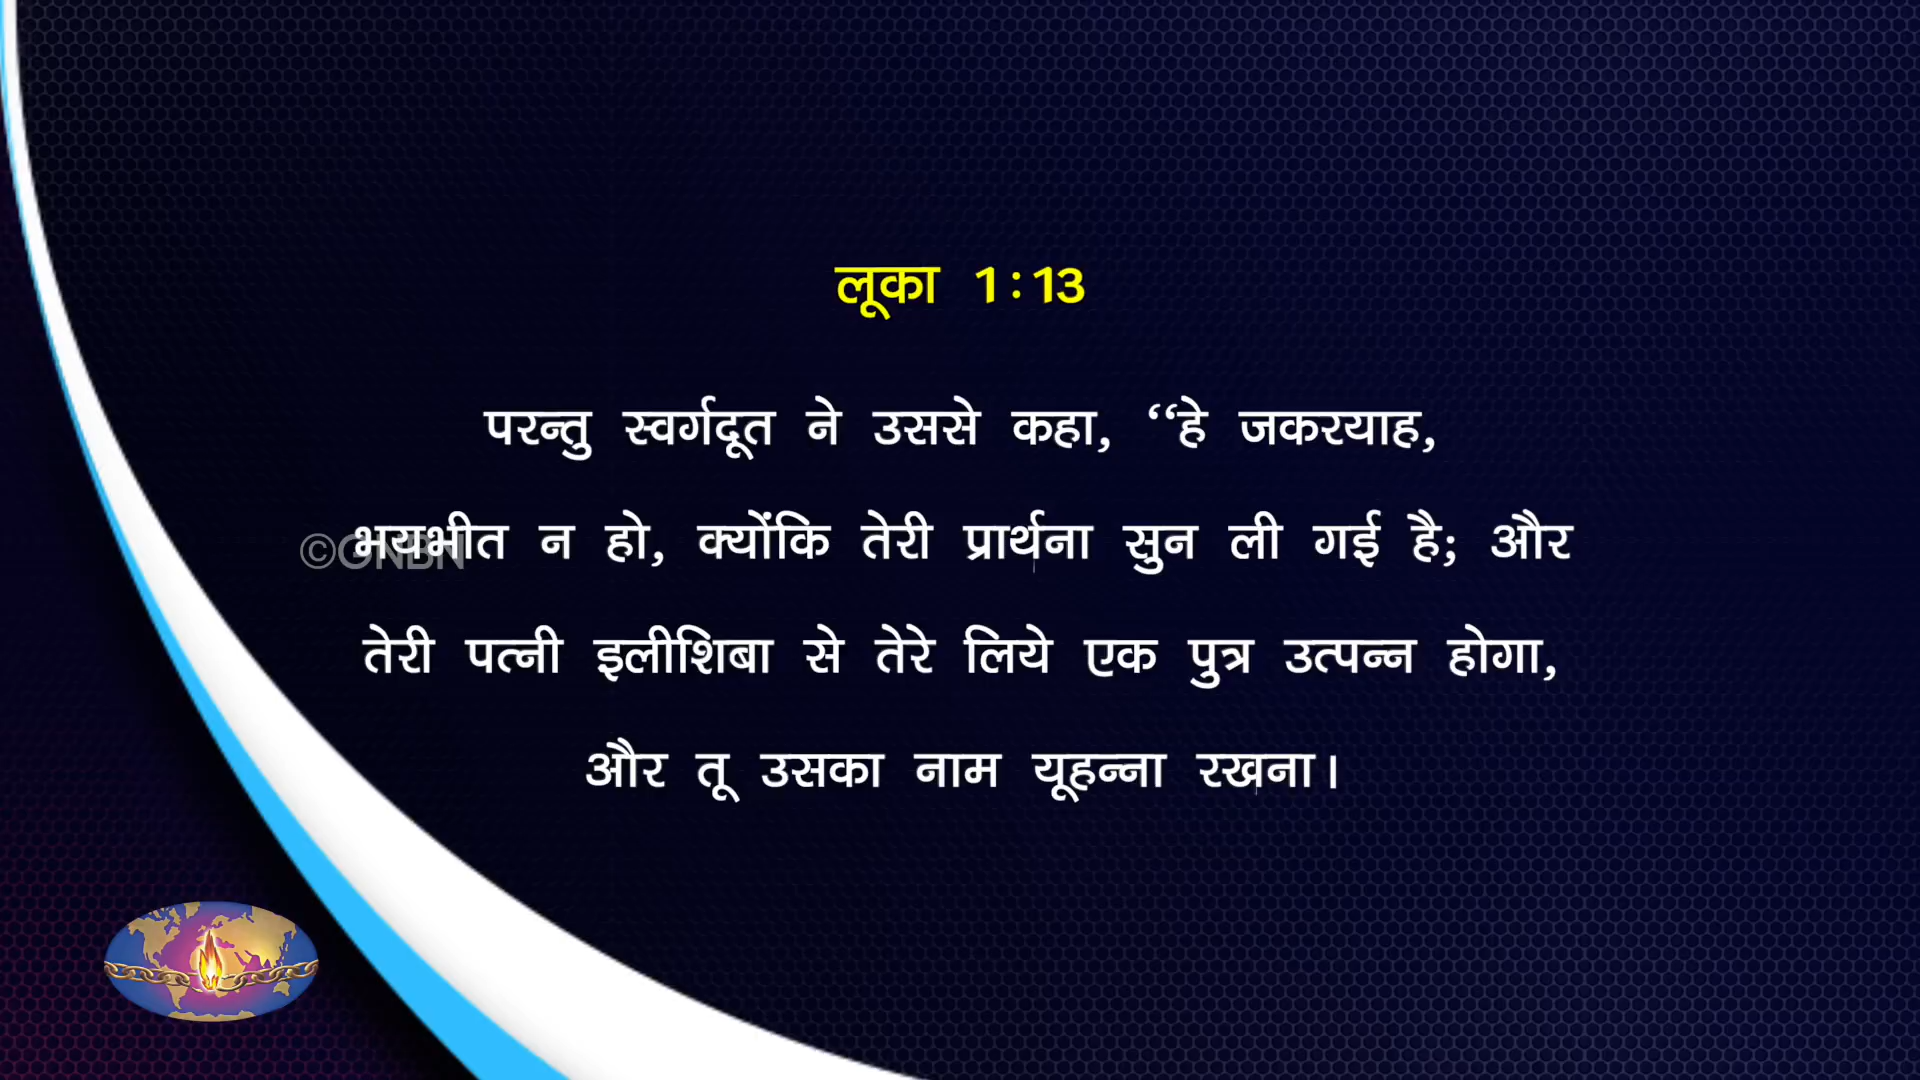 लूका 1:13
परन्तु स्वर्गदूत ने उससे कहा, ‘‘हे जकरयाह,
भयभीत न हो, क्योंकि तेरी प्रार्थना सुन ली गई है; और
©GNBN
तेरी पत्नी इलीशिबा से तेरे लिये एक पुत्र उत्पन्न होगा,
और तू उसका नाम यूहन्ना रखना।